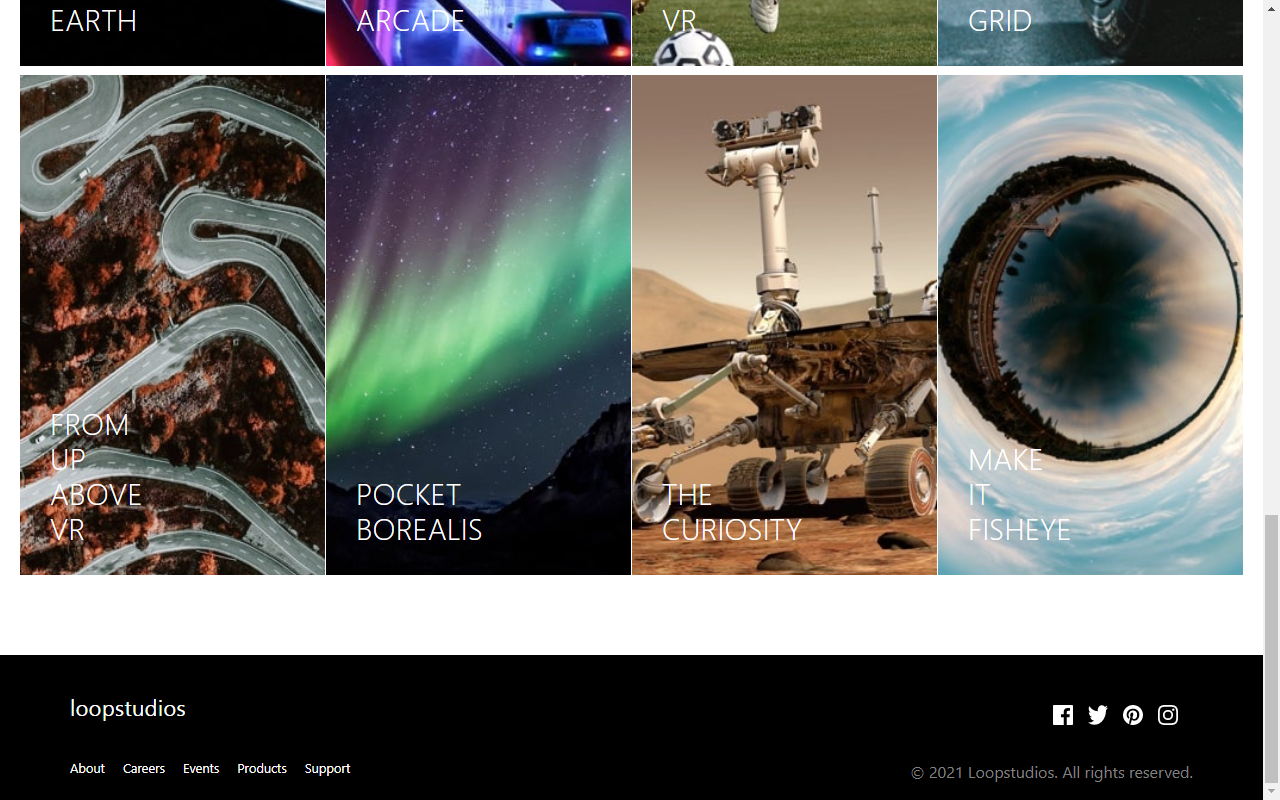 EARTH
ARCADE
VR
GRID
FROM
UP
ABOVE
VR
POCKET
BOREALIS
THE
CURIOSITY
MAKE
IT
FISHEYE
loopstudios
About Careers Events Products Support
© 2021 Loopstudios. All rights reserved.